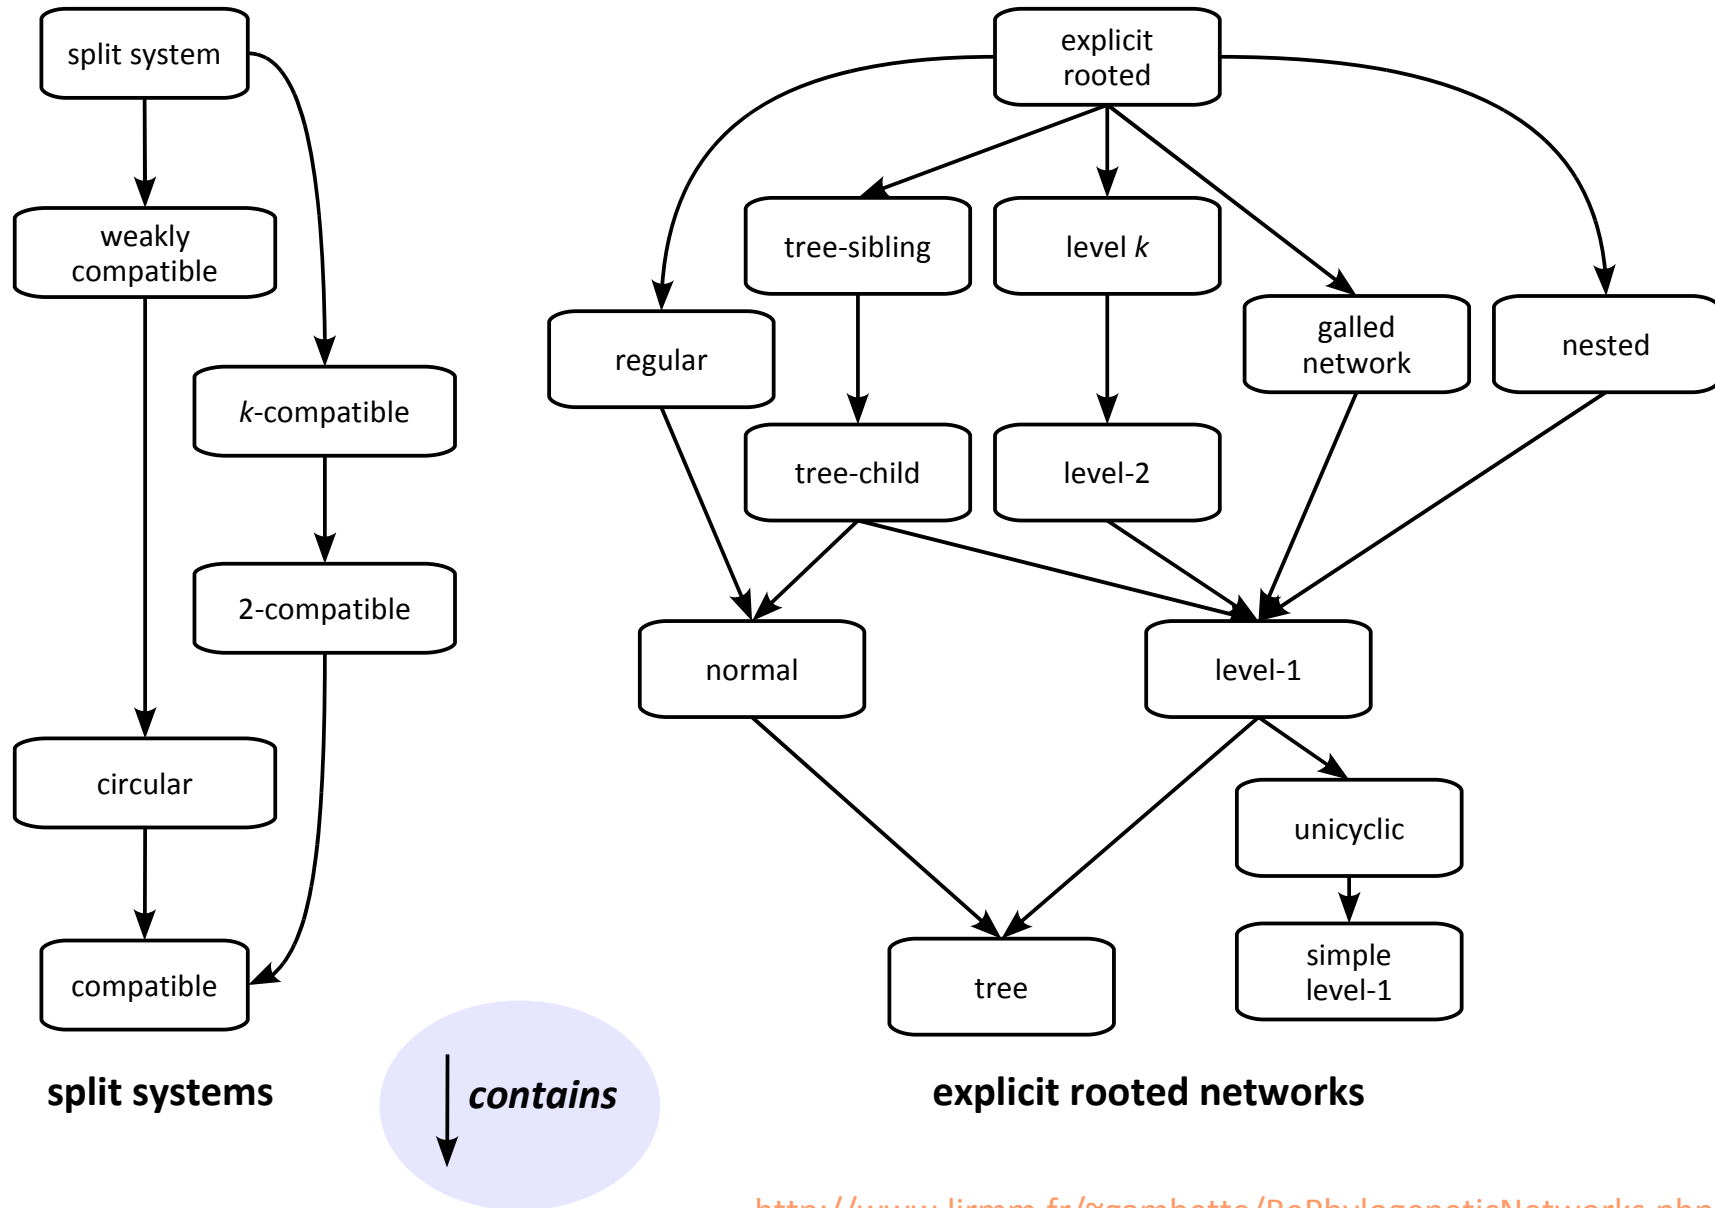 split system
weakly
compatible
k-compatible
2-compatible
circular
compatible
split systems
contains
explicit
rooted
tree-sibling
level k
galled
network
nested
regular
tree-child
level-2
normal
level-1
unicyclic
simple
level-1
tree
explicit rooted networks